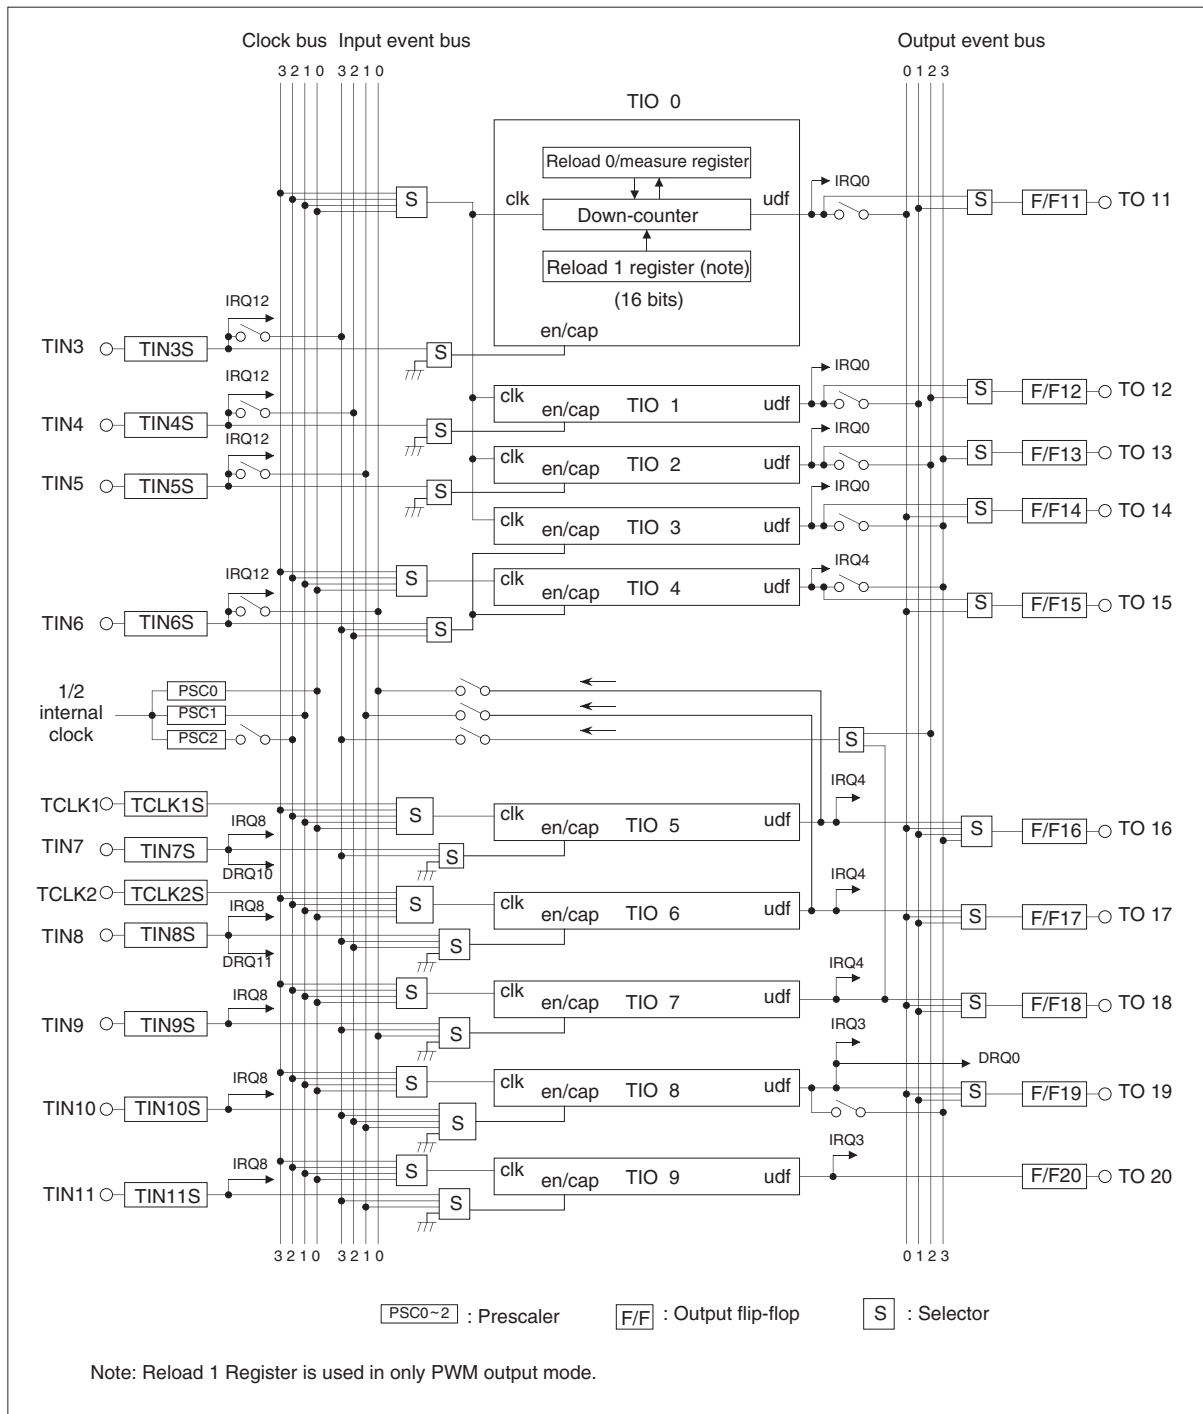 Clock bus Input event bus Output event bus
3 2 1 0 3 2 1 0 0 1 2 3
TIO 0
Reload 0/measure register
IRQ0
S clk Down-counter udf S F/F11 TO 11
Reload 1 register (note)
(16 bits)
IRQ12
en/cap
TIN3 TIN3S S
IRQ0
IRQ12
clk en/cap TIO 1 udf S F/F12 TO 12
TIN4 TIN4S S
IRQ0
IRQ12
clk en/cap TIO 2 udf S F/F13 TO 13
TIN5 TIN5S S
IRQ0
clk en/cap TIO 3 udf S F/F14 TO 14
IRQ4
IRQ12
S clk en/cap TIO 4 udf S F/F15 TO 15
TIN6 TIN6S S
1/2 internal clock
PSC0
PSC1
PSC2
S
IRQ4
TCLK1 TCLK1S S clk en/cap TIO 5 udf S F/F16 TO 16
IRQ8
TIN7 TIN7S S
DRQ10
IRQ4
TCLK2 TCLK2S S clk en/cap TIO 6 udf S F/F17 TO 17
IRQ8
TIN8 TIN8S S
DRQ11
IRQ4
S clk en/cap TIO 7 udf S F/F18 TO 18
IRQ8
TIN9 TIN9S S
IRQ3
DRQ0
S clk en/cap TIO 8 udf S F/F19 TO 19
IRQ8
TIN10 TIN10S S
IRQ3
S clk en/cap TIO 9 udf F/F20 TO 20
IRQ8
TIN11 TIN11S S
3 2 1 0 3 2 1 0 0 1 2 3
PSC0~2 : Prescaler F/F : Output flip-flop S : Selector
Note: Reload 1 Register is used in only PWM output mode.